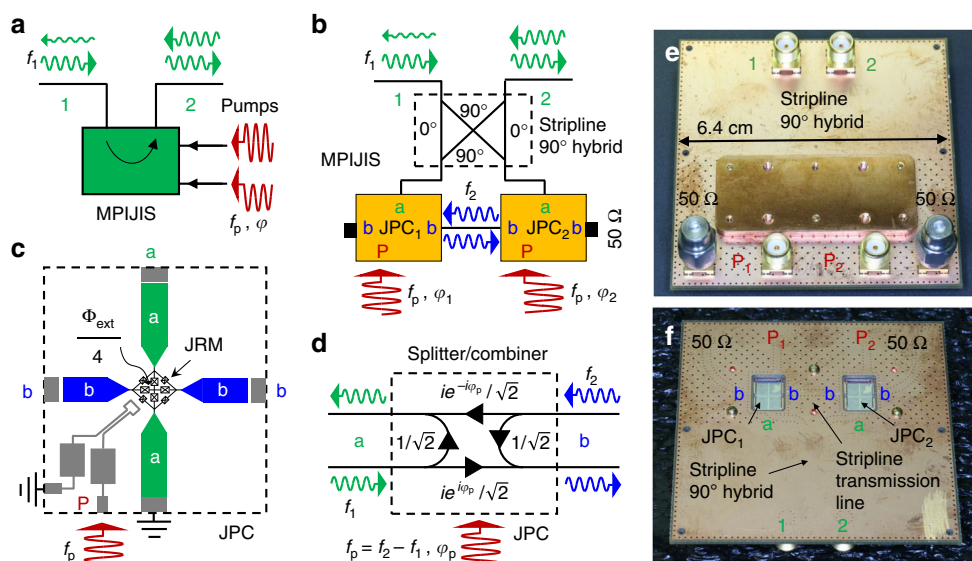 a
f₁
1
2
Pumps
MPIJIS
fₚ, φ
b
f₁
1
2
90°
0°
0°
90°
Stripline
90° hybrid
MPIJIS
f₂
a
a
b JPC₁ b
b JPC₂ b
P
P
50 Ω
fₚ, φ₁
fₚ, φ₂
c
a
a
Φext
4
JRM
b
b
b
b
a
P
fₚ
JPC
d
Splitter/combiner
f₂
ie^{-iφₚ}/√2
a
1/√2
1/√2
b
ie^{iφₚ}/√2
f₁
JPC
fₚ = f₂ – f₁, φₚ
e
1
2
Stripline
90° hybrid
6.4 cm
50 Ω
50 Ω
P₁
P₂
f
P₁
P₂
50 Ω
50 Ω
b
b
b
b
JPC₁
a
a
JPC₂
Stripline
90° hybrid
Stripline
transmission
line
1
2